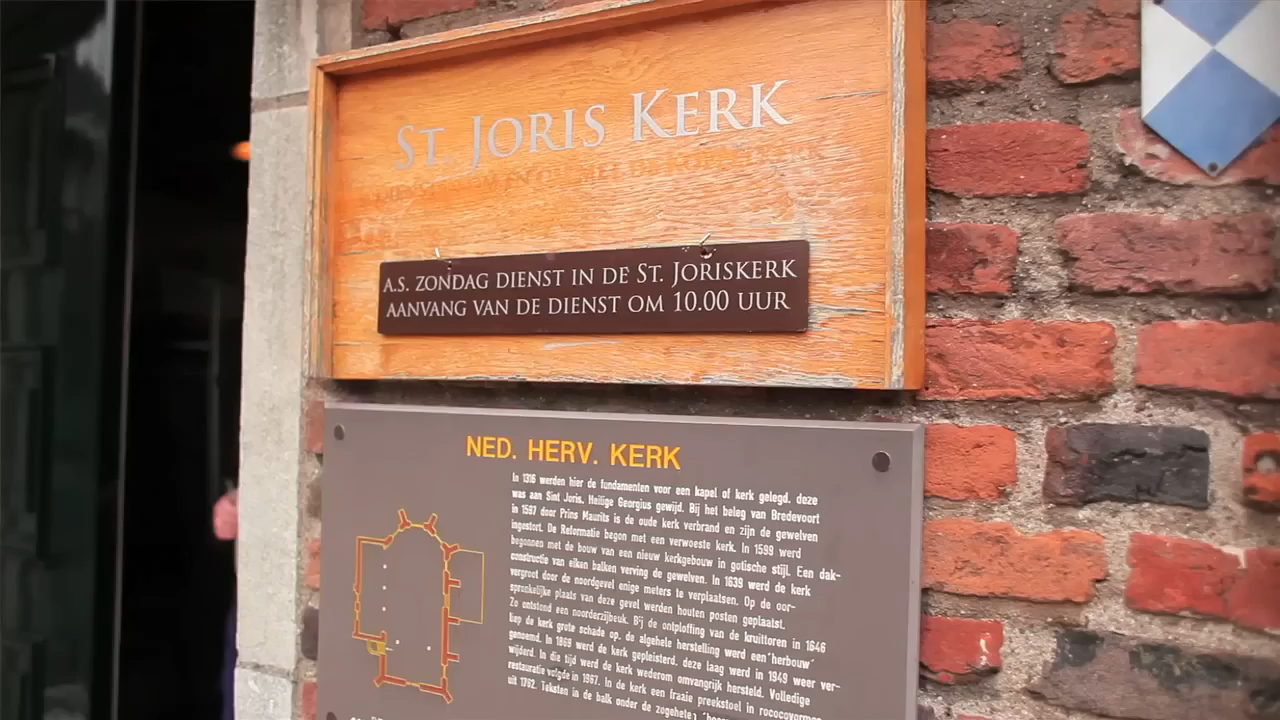 St. Joris Kerk
A.S. ZONDAG DIENST IN DE ST. JORISKERK
AANVANG VAN DE DIENST OM 10.00 UUR
NED. HERV. KERK
In 1316 werden hier de fundamenten voor een kapel of kerk gelegd, deze
was aan Sint Joris, Heilige Georgius gewijd. Bij het beleg van Bredevoort
in 1597 door Prins Maurits is de oude kerk verbrand en zijn de gewelven
ingestort. De Reformatie begon met een verwoeste kerk. In 1599 werd
begonnen met de bouw van een nieuw kerkgebouw in gotische stijl. Een dak-
constructie van eiken balken verving de gewelven. In 1639 werd de kerk
vergroot door de noordgevel enige meters te verplaatsen. Op de oor-
spronkelijke plaats van deze gevel werden houten posten geplaatst.
Zo ontstond een noorderzijbeuk. Bij de ontploffing van de kruittoren in 1646
liep de kerk grote schade op, de algehele herstelling werd een "herbouw"
genoemd. In 1869 werd de kerk gepleisterd, deze laag werd in 1949 weer ver-
wijderd. In die tijd werd de kerk wederom omvangrijk hersteld. Volledige
restauratie volgde in 1967. In de kerk een fraaie preekstoel in rococovormen
uit 1762. Teksten in de balk onder de zogeheten